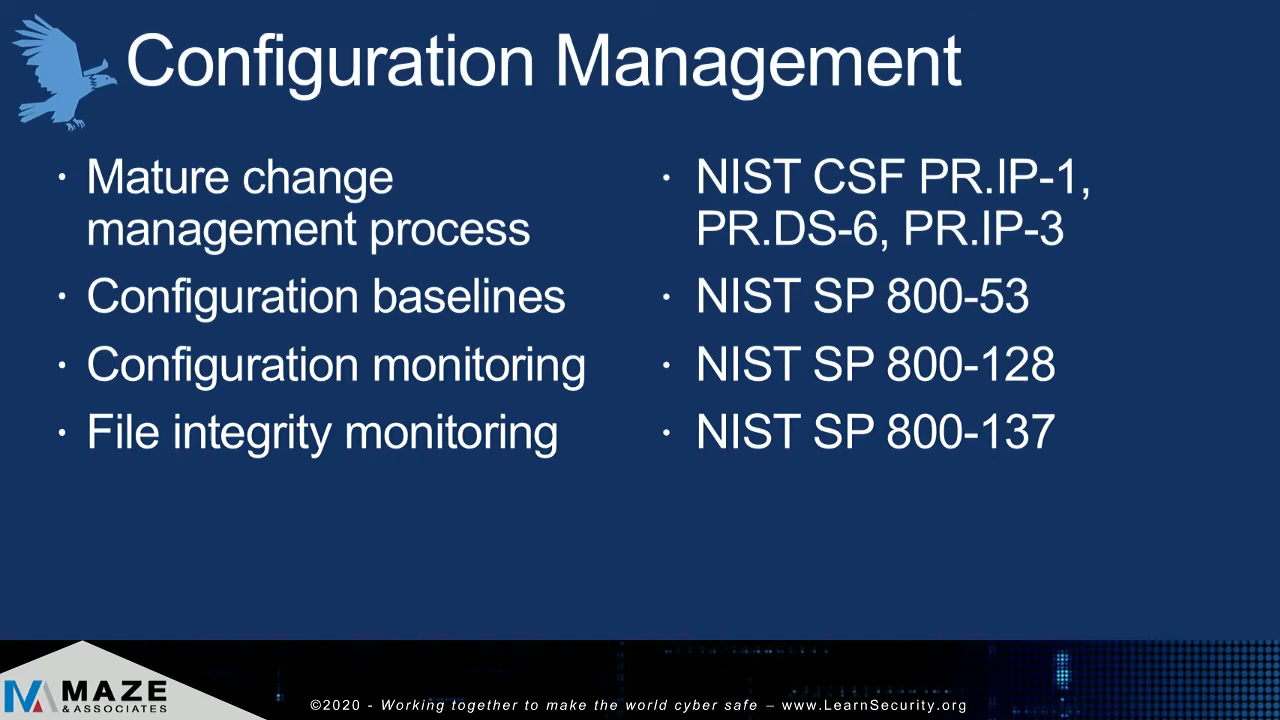 Configuration Management
· Mature change
management process
· Configuration baselines
· Configuration monitoring
· File integrity monitoring
· NIST CSF PR.IP-1,
PR.DS-6, PR.IP-3
· NIST SP 800-53
· NIST SP 800-128
· NIST SP 800-137
MAZE
& ASSOCIATES
©2020 - Working together to make the world cyber safe – www.LearnSecurity.org